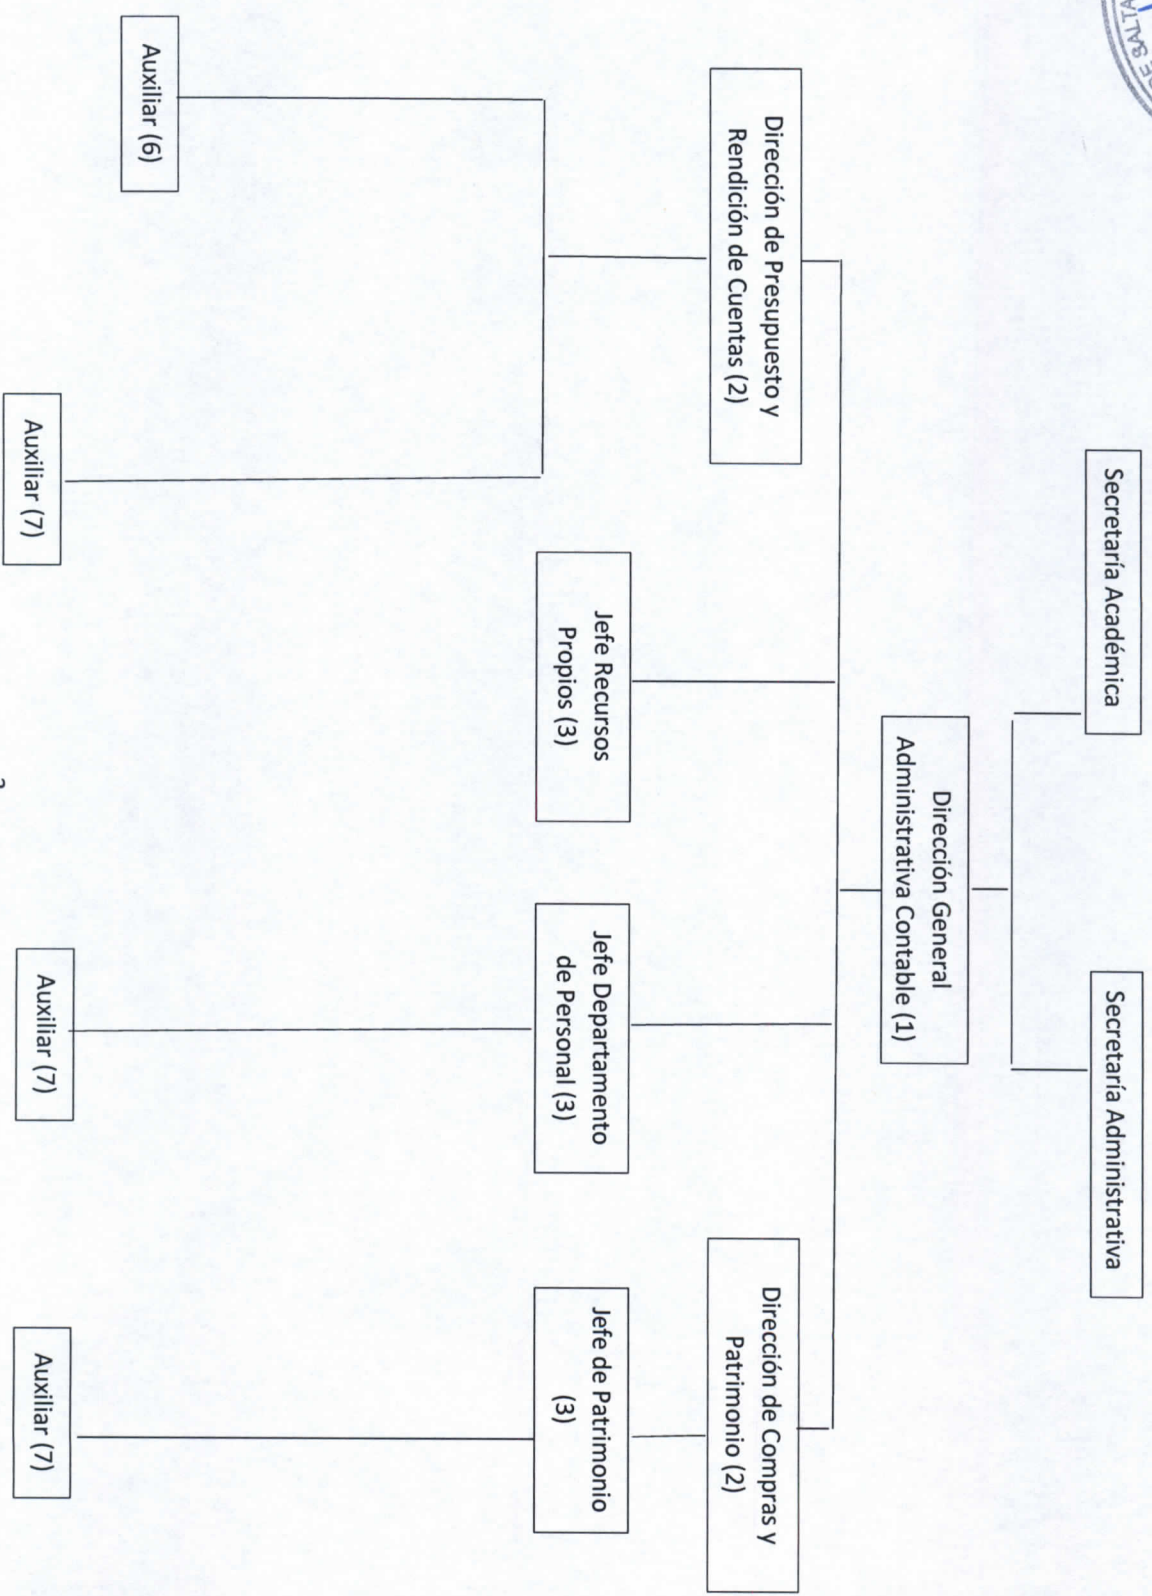 DE SALTA
Secretaría Académica
Secretaría Administrativa
Dirección General
Administrativa Contable (1)
Dirección de Presupuesto y
Rendición de Cuentas (2)
Dirección de Compras y
Patrimonio (2)
Jefe Recursos
Propios (3)
Jefe Departamento
de Personal (3)
Jefe de Patrimonio
(3)
Auxiliar (6)
Auxiliar (7)
Auxiliar (7)
Auxiliar (7)